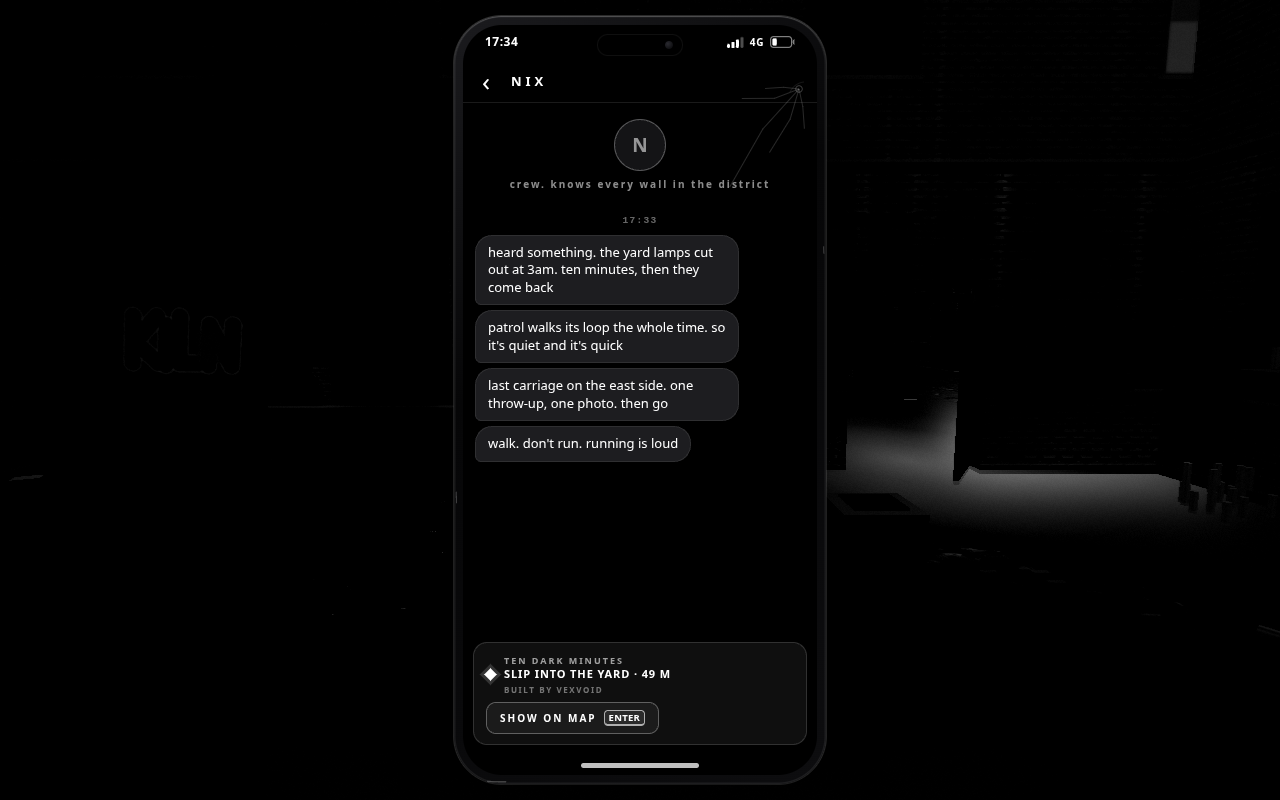 17:34
4G
NIX
N
crew. knows every wall in the district
17:33
heard something. the yard lamps cut
out at 3am. ten minutes, then they
come back
patrol walks its loop the whole time. so
it's quiet and it's quick
last carriage on the east side. one
throw-up, one photo. then go
walk. don't run. running is loud
KLN
TEN DARK MINUTES
SLIP INTO THE YARD · 49 M
BUILT BY VEXVOID
SHOW ON MAP ENTER